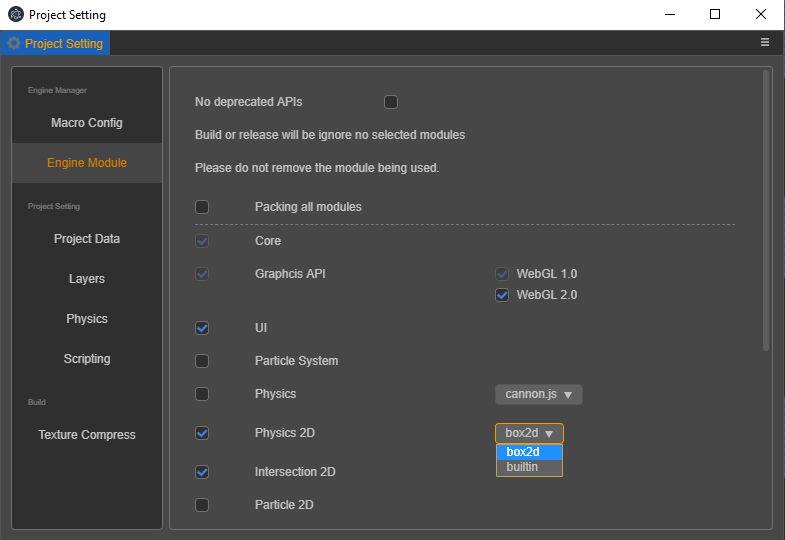 Project Setting
Project Setting
Engine Manager
Macro Config
Engine Module
Project Setting
Project Data
Layers
Physics
Scripting
Build
Texture Compress
No deprecated APIs
Build or release will be ignore no selected modules
Please do not remove the module being used.
Packing all modules
Core
Graphcis API
WebGL 1.0
WebGL 2.0
UI
Particle System
Physics
cannon.js
Physics 2D
box2d
box2d
builtin
Intersection 2D
Particle 2D